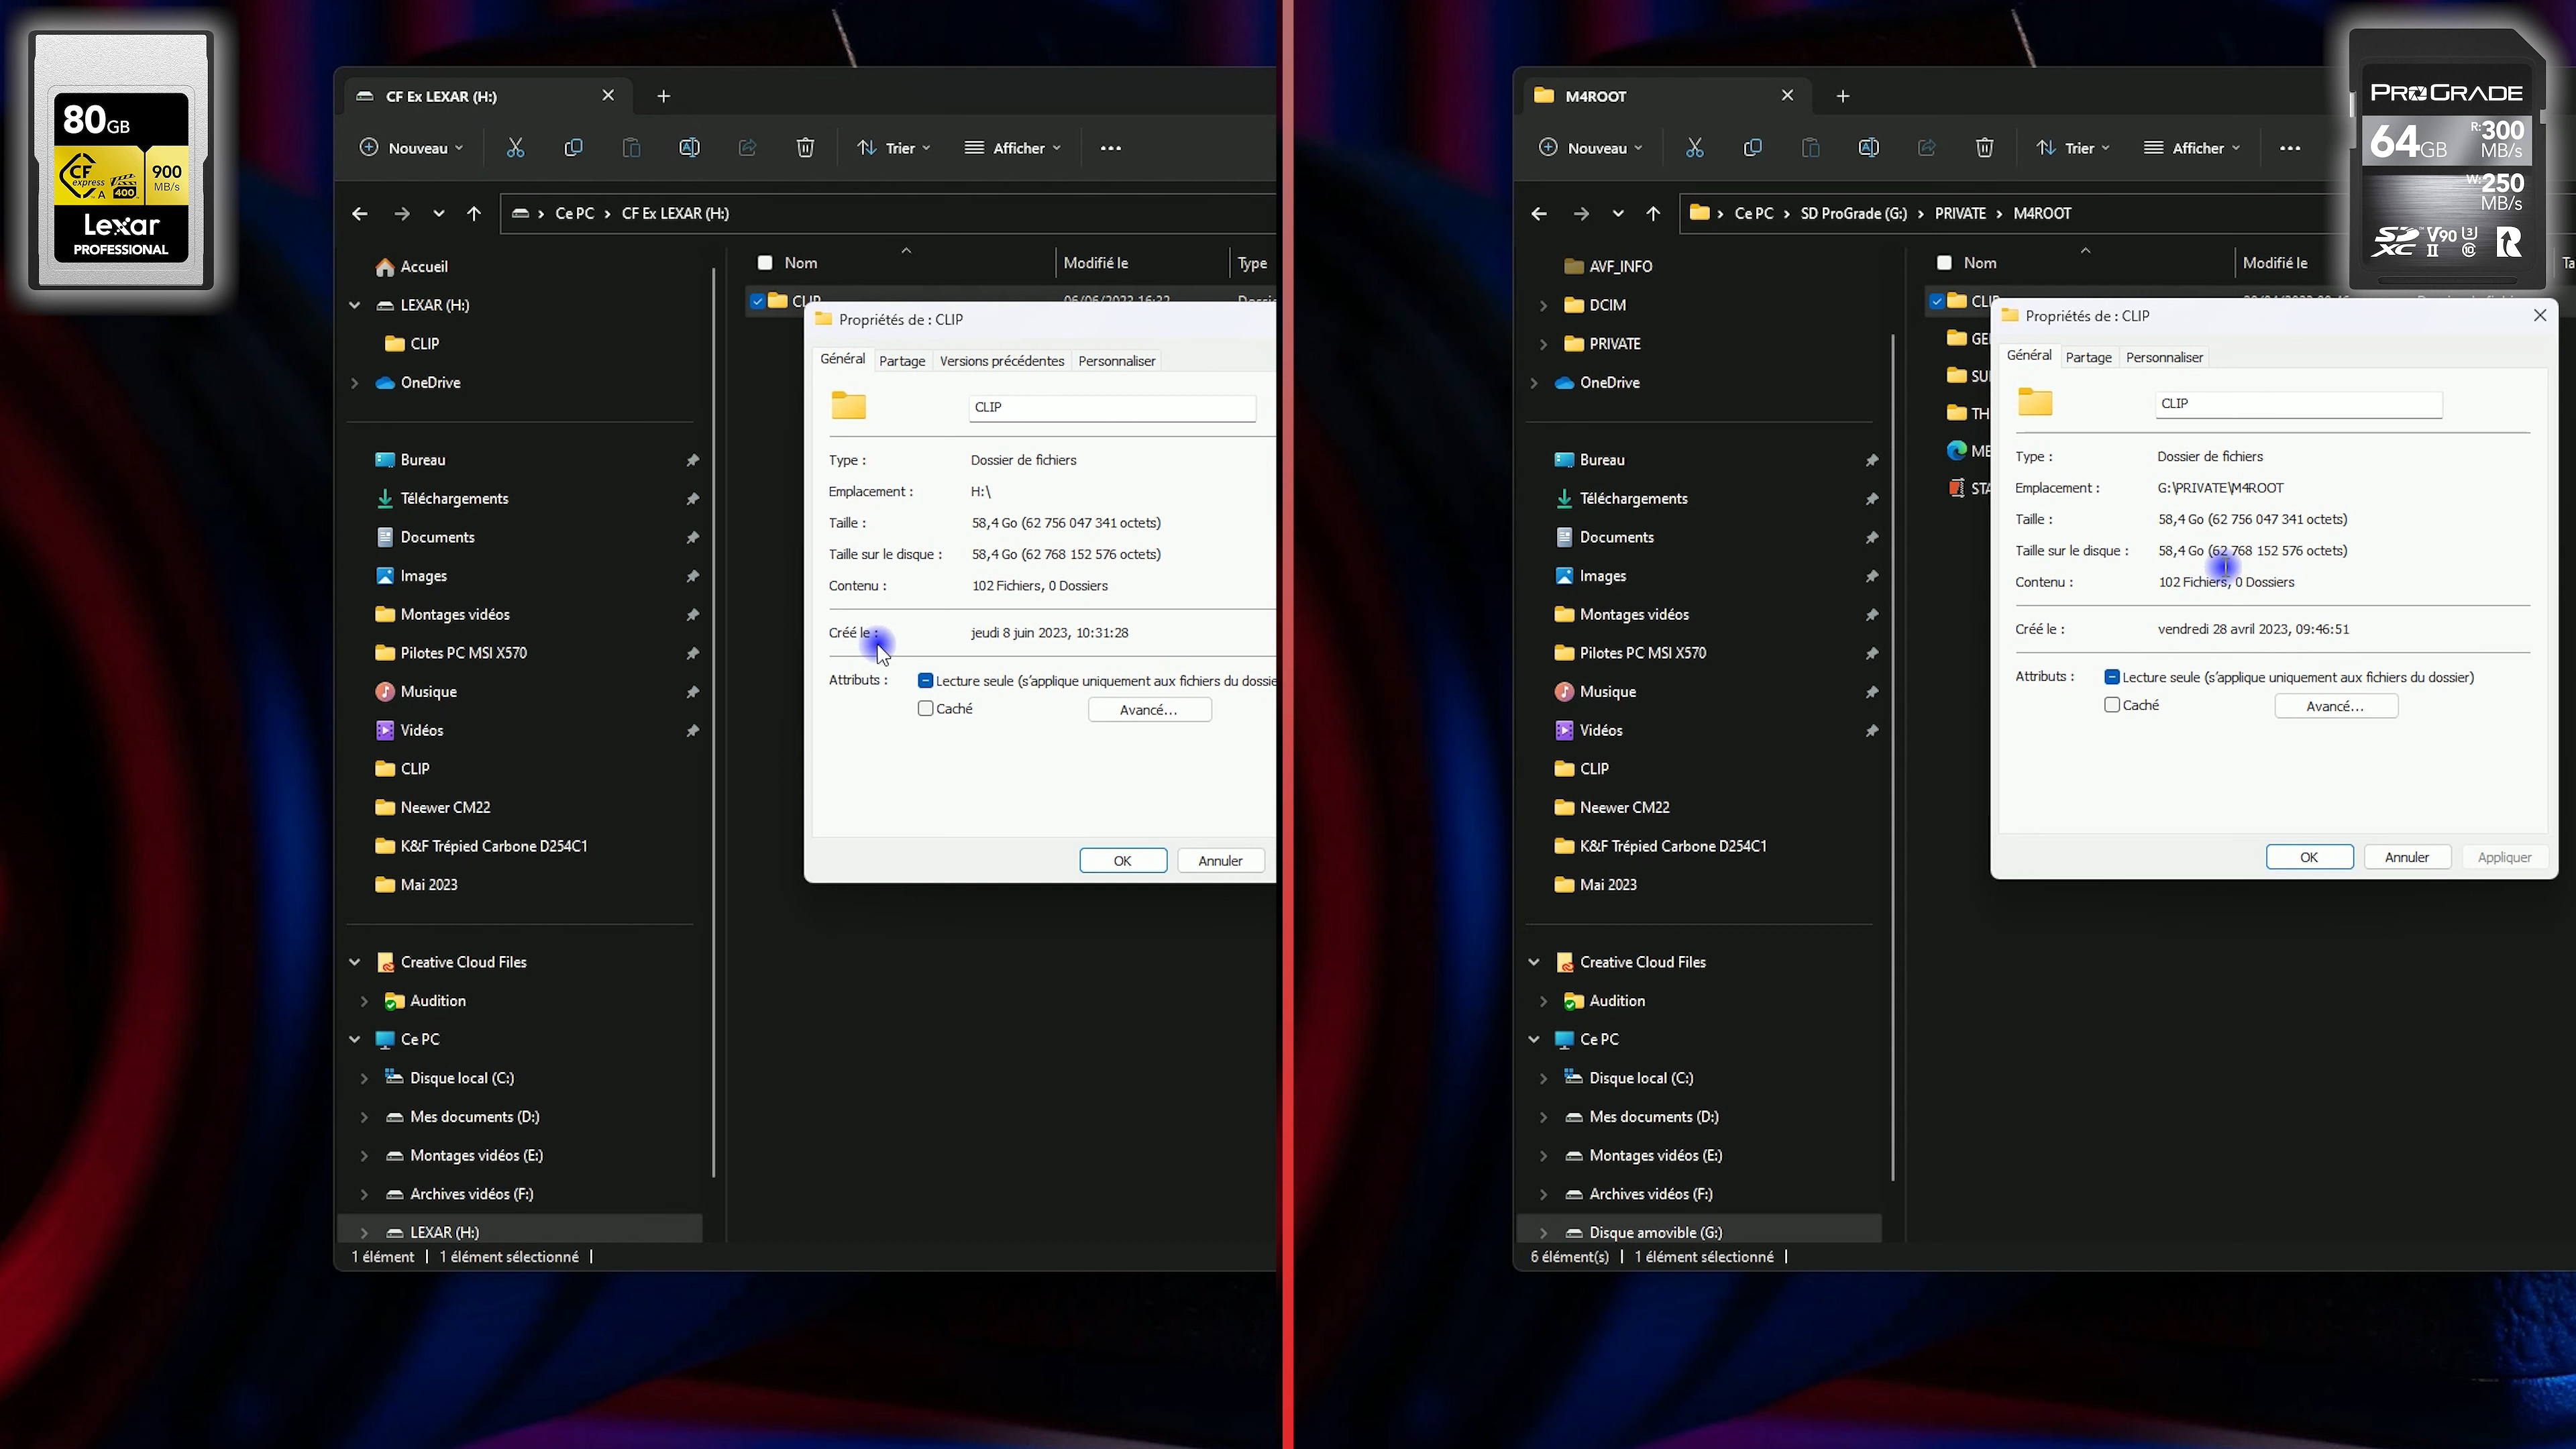 80GB
CF express A
400
900 MB/s
Lexar
PROFESSIONAL
CF Ex LEXAR (H:)
Nouveau
Trier
Afficher
Ce PC
CF Ex LEXAR (H:)
Accueil
LEXAR (H:)
CLIP
OneDrive
Bureau
Téléchargements
Documents
Images
Montages vidéos
Pilotes PC MSI X570
Musique
Vidéos
CLIP
Neewer CM22
K&F Trépied Carbone D254C1
Mai 2023
Creative Cloud Files
Audition
Ce PC
Disque local (C:)
Mes documents (D:)
Montages vidéos (E:)
Archives vidéos (F:)
LEXAR (H:)
1 élément
1 élément sélectionné
Nom
Modifié le
Type
Propriétés de : CLIP
Général
Partage
Versions précédentes
Personnaliser
CLIP
Type : Dossier de fichiers
Emplacement : H:\
Taille : 58,4 Go (62 756 047 341 octets)
Taille sur le disque : 58,4 Go (62 768 152 576 octets)
Contenu : 102 Fichiers, 0 Dossiers
Créé le : jeudi 8 juin 2023, 10:31:28
Attributs : Lecture seule (s'applique uniquement aux fichiers du dossie
Caché
Avancé...
OK
Annuler
M4ROOT
Nouveau
Trier
Afficher
Ce PC
SD ProGrade (G:)
PRIVATE
M4ROOT
AVF_INFO
DCIM
PRIVATE
OneDrive
Bureau
Téléchargements
Documents
Images
Montages vidéos
Pilotes PC MSI X570
Musique
Vidéos
CLIP
Neewer CM22
K&F Trépied Carbone D254C1
Mai 2023
Creative Cloud Files
Audition
Ce PC
Disque local (C:)
Mes documents (D:)
Montages vidéos (E:)
Archives vidéos (F:)
Disque amovible (G:)
6 élément(s)
1 élément sélectionné
Nom
Modifié le
Ta
Propriétés de : CLIP
Général
Partage
Personnaliser
CLIP
Type : Dossier de fichiers
Emplacement : G:\PRIVATE\M4ROOT
Taille : 58,4 Go (62 756 047 341 octets)
Taille sur le disque : 58,4 Go (62 768 152 576 octets)
Contenu : 102 Fichiers, 0 Dossiers
Créé le : vendredi 28 avril 2023, 09:46:51
Attributs : Lecture seule (s'applique uniquement aux fichiers du dossier)
Caché
Avancé...
OK
Annuler
Appliquer
PROGRADE
64GB
R:300 MB/s
W:250 MB/s
SD XC II V90 U3 10 R